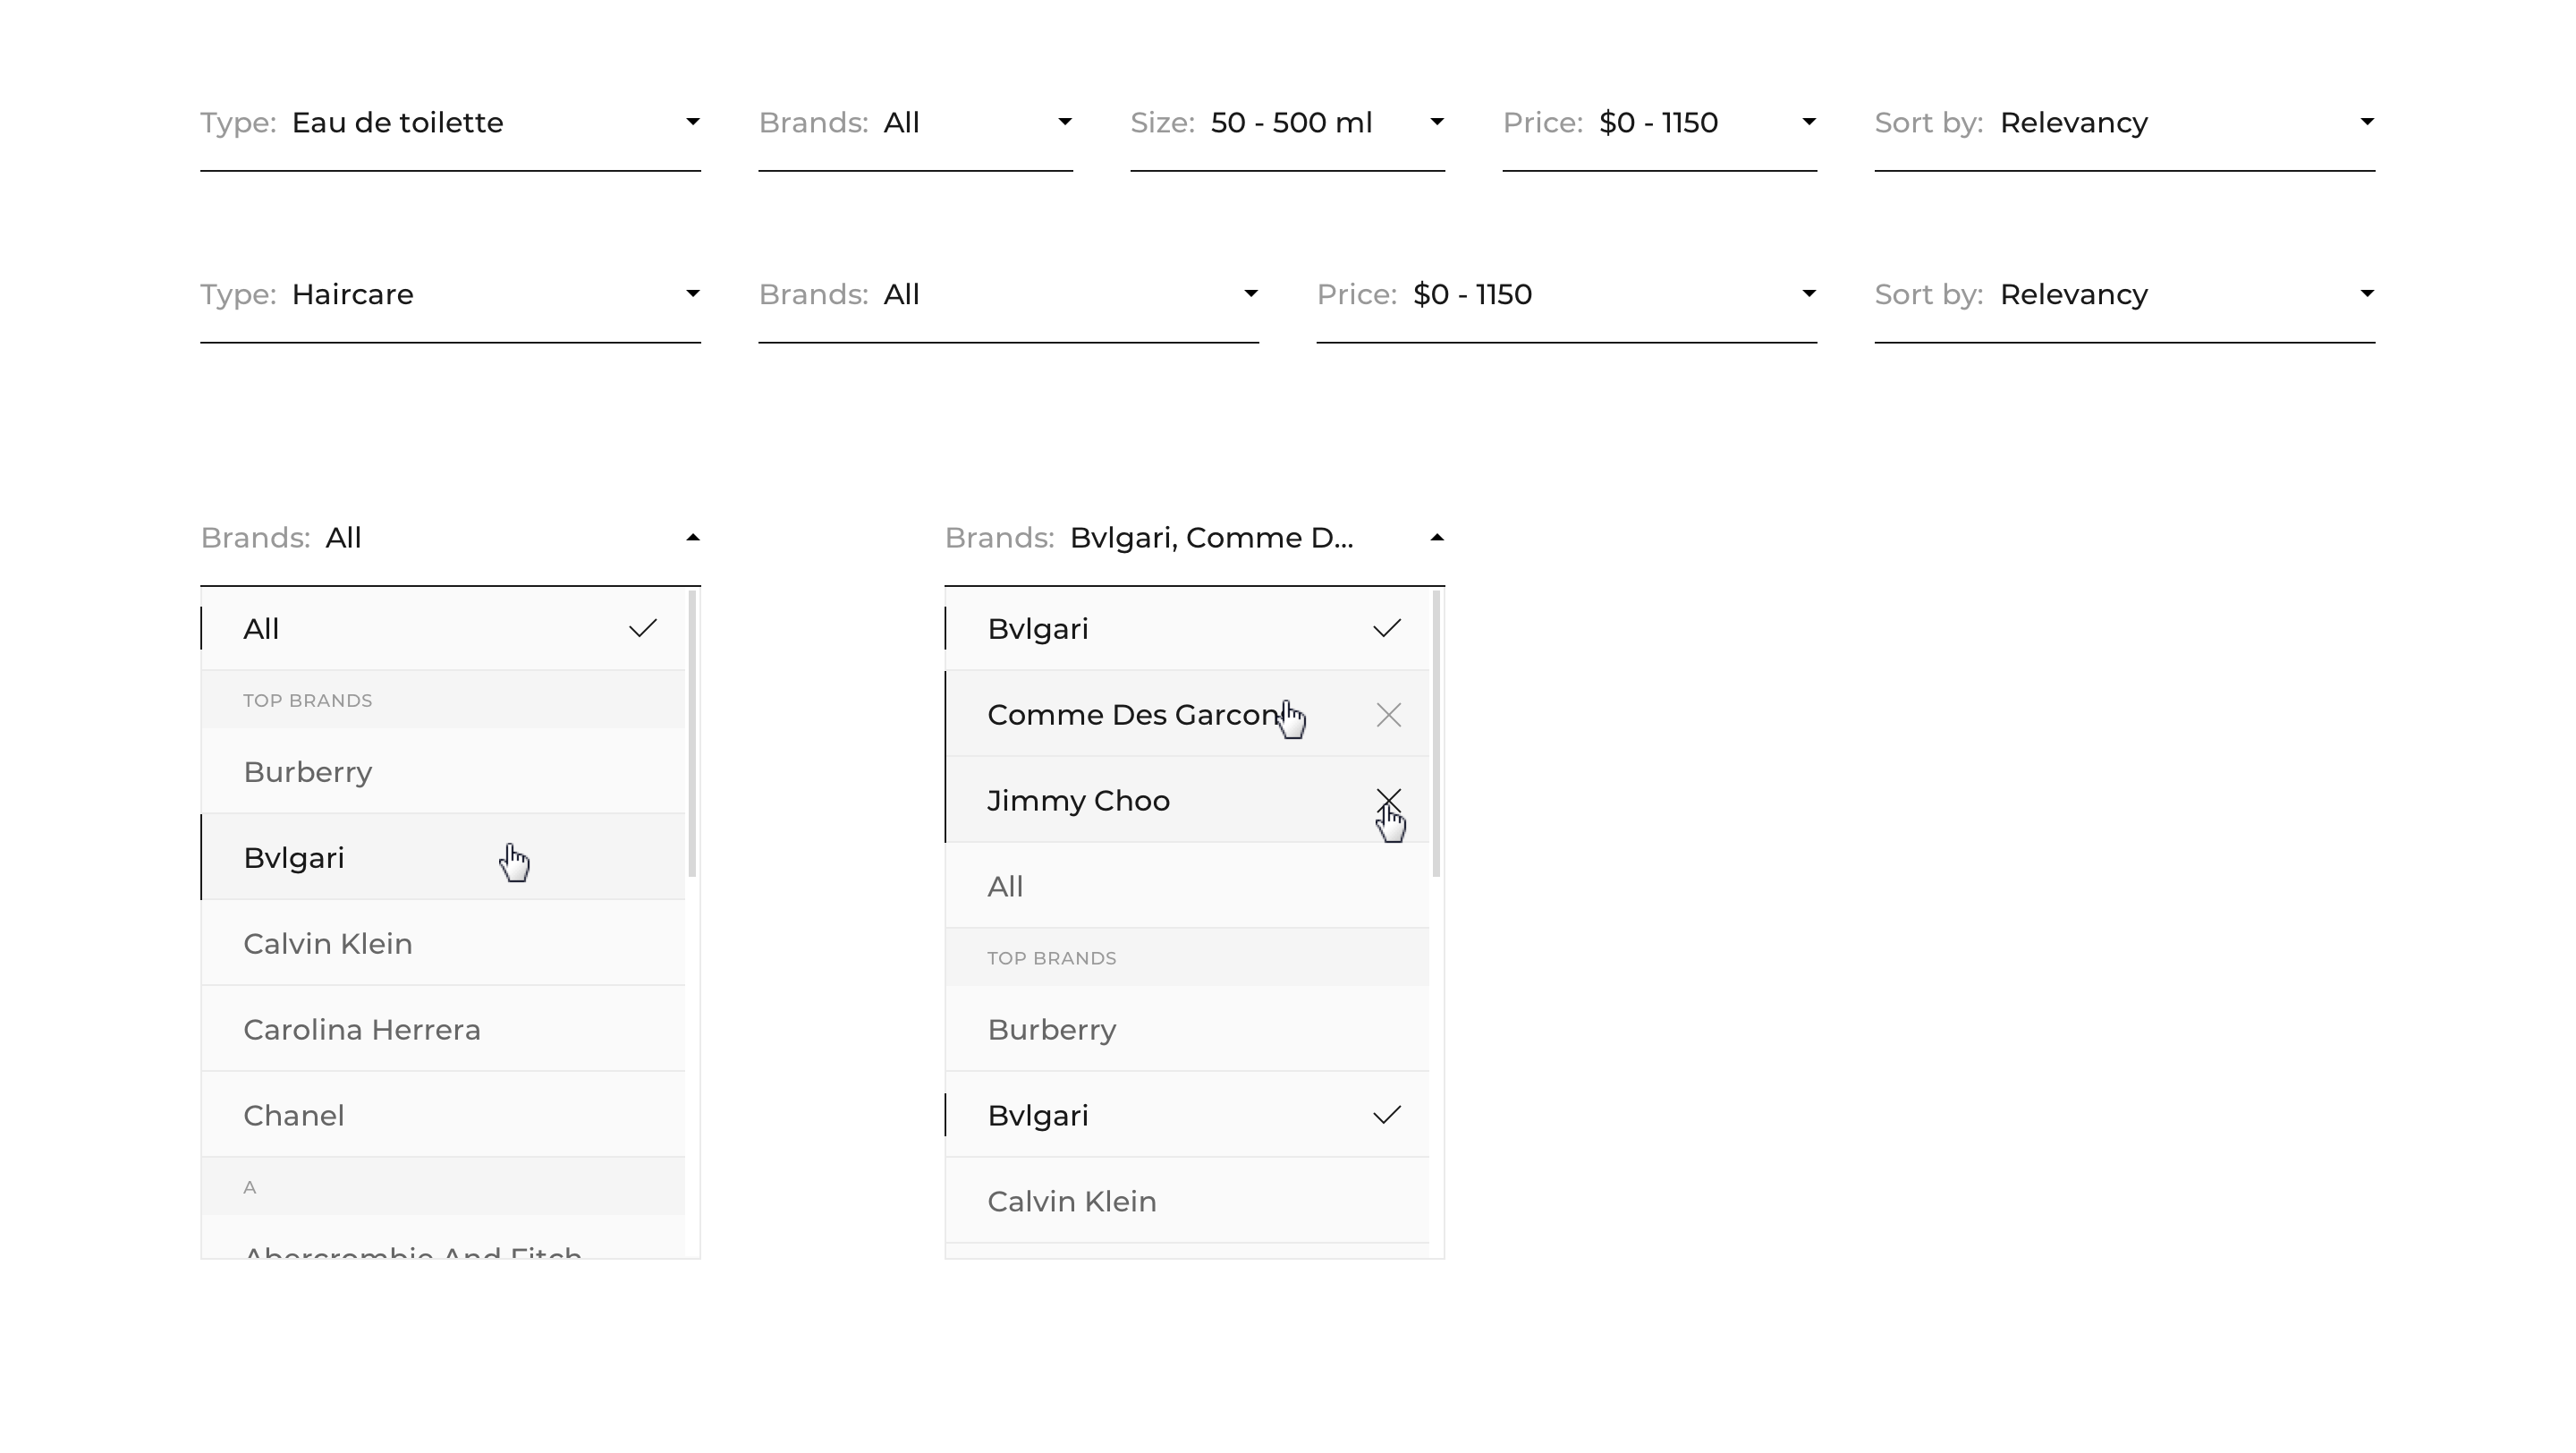 Type: Eau de toilette
Brands: All
Size: 50 - 500 ml
Price: $0 - 1150
Sort by: Relevancy
Type: Haircare
Brands: All
Price: $0 - 1150
Sort by: Relevancy
Brands: All
All
TOP BRANDS
Burberry
Bvlgari
Calvin Klein
Carolina Herrera
Chanel
A
Abercrombie And Fitch
Brands: Bvlgari, Comme D...
Bvlgari
Comme Des Garcon
Jimmy Choo
All
TOP BRANDS
Burberry
Bvlgari
Calvin Klein